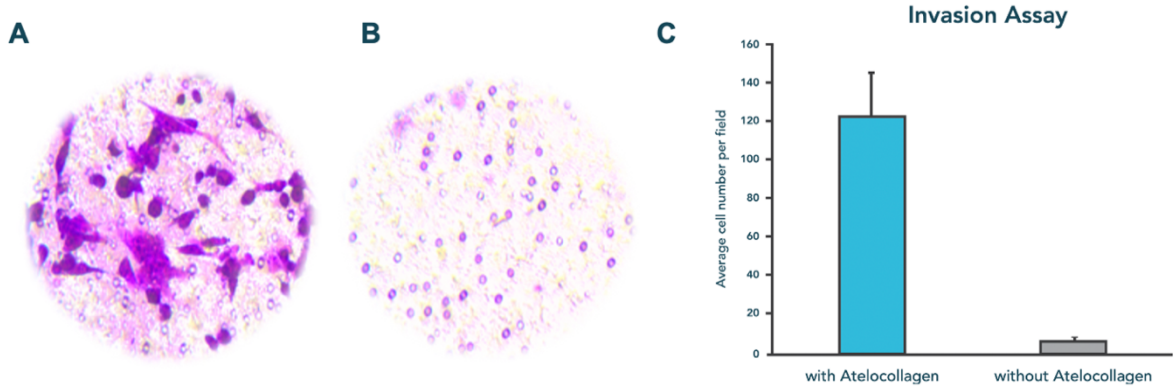 A
B
C
Invasion Assay
Average cell number per field
160
140
120
100
80
60
40
20
0
with Atelocollagen
without Atelocollagen